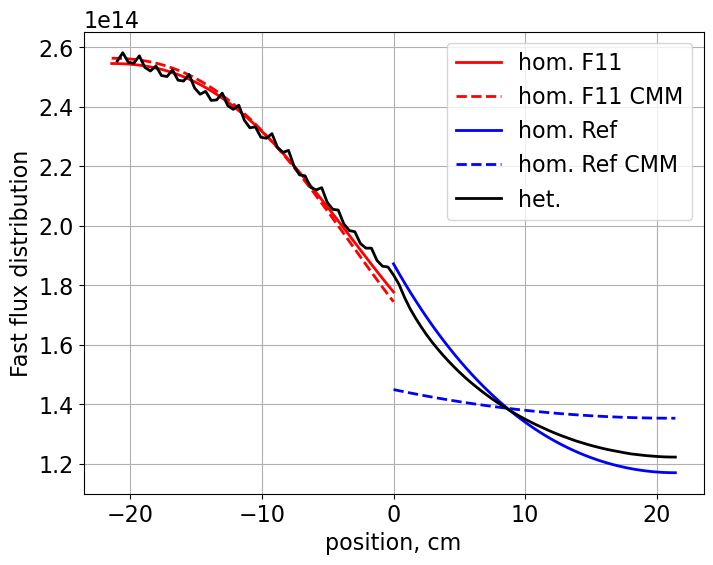 1e14
Fast flux distribution
2.6
2.4
2.2
2.0
1.8
1.6
1.4
1.2
hom. F11
hom. F11 CMM
hom. Ref
hom. Ref CMM
het.
−20 −10 0 10 20
position, cm